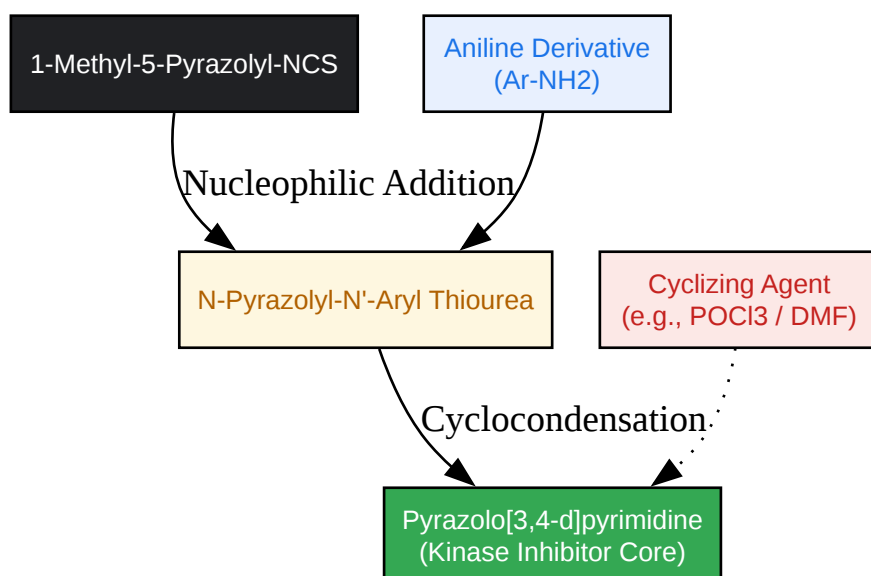 1-Methyl-5-Pyrazolyl-NCS
Aniline Derivative
(Ar-NH2)
Nucleophilic Addition
N-Pyrazolyl-N'-Aryl Thiourea
Cyclizing Agent
(e.g., POCl3 / DMF)
Cyclocondensation
Pyrazolo[3,4-d]pyrimidine
(Kinase Inhibitor Core)